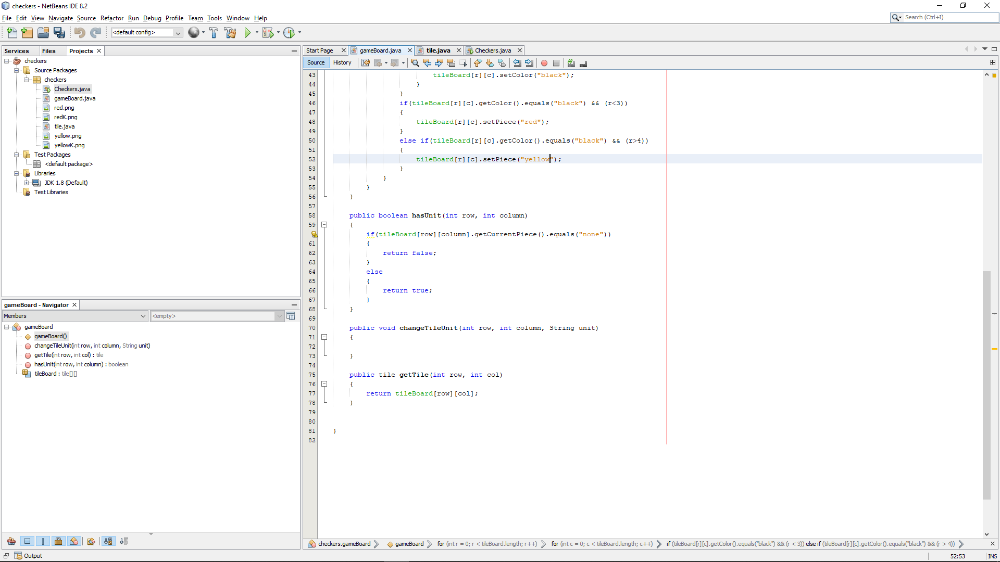 checkers - NetBeans IDE 8.2
File Edit View Navigate Source Refactor Run Debug Profile Team Tools Window Help
Search (Ctrl+I)
<default config>
Services Files Projects
checkers
Source Packages
checkers
Checkers.java
gameBoard.java
red.png
redK.png
tile.java
yellow.png
yellowK.png
Test Packages
<default package>
Libraries
JDK 1.8 (Default)
Test Libraries
gameBoard - Navigator
Members
<empty>
gameBoard
gameBoard()
changeTileUnit(int row, int column, String unit)
getTile(int row, int col) : tile
hasUnit(int row, int column) : boolean
tileBoard : tile[][]
Start Page gameBoard.java tile.java Checkers.java
Source History
43 tileBoard[r][c].setColor("black");
44 }
45 }
46 if(tileBoard[r][c].getColor().equals("black") && (r<3))
47 {
48 tileBoard[r][c].setPiece("red");
49 }
50 else if(tileBoard[r][c].getColor().equals("black") && (r>4))
51 {
52 tileBoard[r][c].setPiece("yellow");
53 }
54 }
55 }
56 }
57
58 public boolean hasUnit(int row, int column)
59 {
if(tileBoard[row][column].getCurrentPiece().equals("none"))
61 {
62 return false;
63 }
64 else
65 {
66 return true;
67 }
68 }
69
70 public void changeTileUnit(int row, int column, String unit)
71 {
72
73 }
74
75 public tile getTile(int row, int col)
76 {
77 return tileBoard[row][col];
78 }
79
80
81 }
82
checkers.gameBoard gameBoard for (int r = 0; r < tileBoard.length; r++) for (int c = 0; c < tileBoard.length; c++) if (tileBoard[r][c].getColor().equals("black") && (r < 3)) else if (tileBoard[r][c].getColor().equals("black") && (r > 4))
Output
52:53 INS